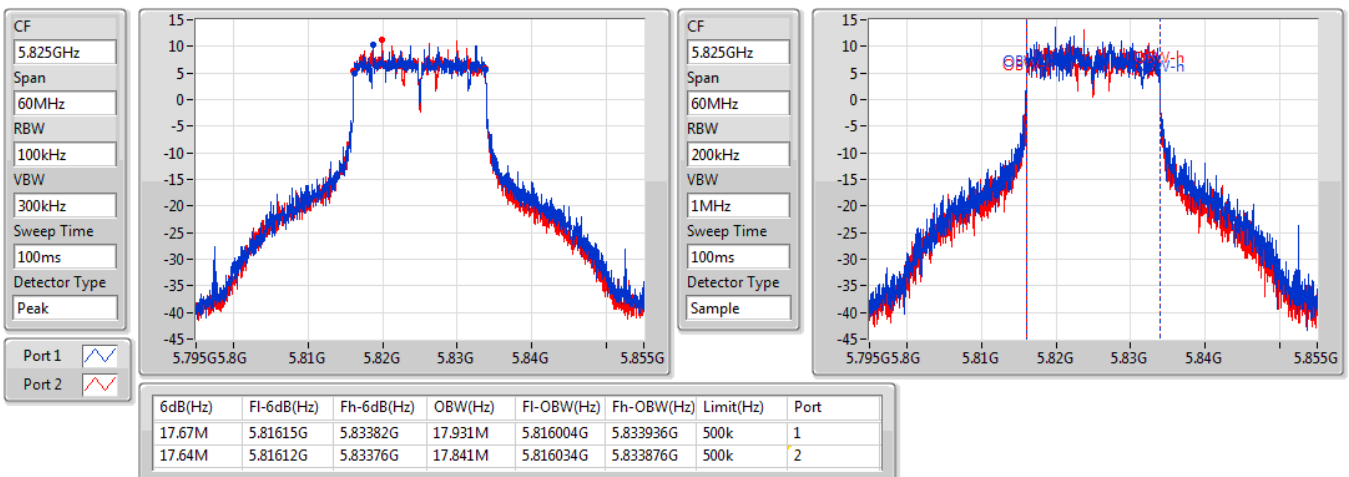 CF
5.825GHz
Span
60MHz
RBW
100kHz
VBW
300kHz
Sweep Time
100ms
Detector Type
Peak
Port 1
Port 2
15
10
5
0
-5
-10
-15
-20
-25
-30
-35
-40
-45
5.795G 5.8G 5.81G 5.82G 5.83G 5.84G 5.855G
CF
5.825GHz
Span
60MHz
RBW
200kHz
VBW
1MHz
Sweep Time
100ms
Detector Type
Sample
15
10
5
0
-5
-10
-15
-20
-25
-30
-35
-40
-45
5.795G 5.8G 5.81G 5.82G 5.83G 5.84G 5.855G
6dB(Hz) Fl-6dB(Hz) Fh-6dB(Hz) OBW(Hz) Fl-OBW(Hz) Fh-OBW(Hz) Limit(Hz) Port
17.67M 5.81615G 5.83382G 17.931M 5.816004G 5.833936G 500k 1
17.64M 5.81612G 5.83376G 17.841M 5.816034G 5.833876G 500k 2